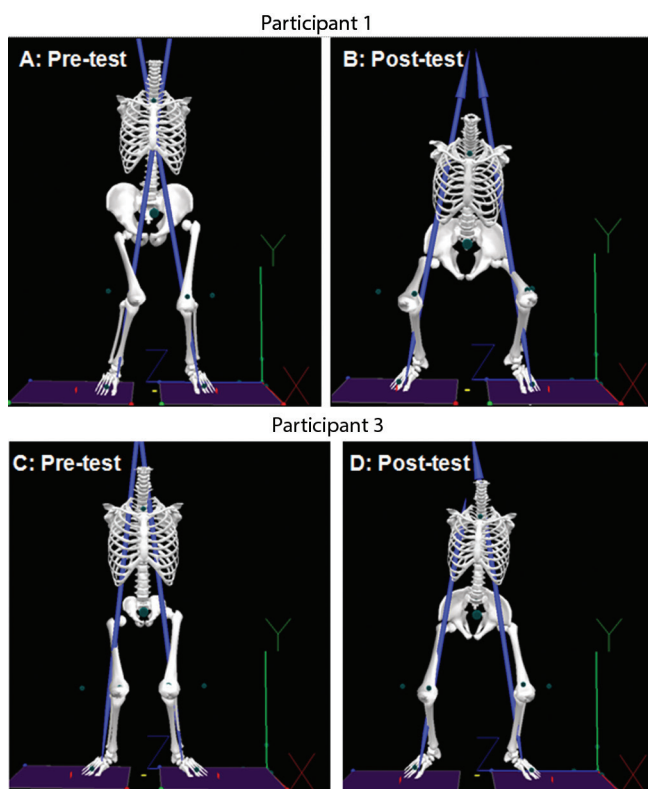 Participant 1
A: Pre-test
B: Post-test
Y
Y
Z
X
Z
X
Participant 3
C: Pre-test
D: Post-test
Y
Y
Z
X
Z
X